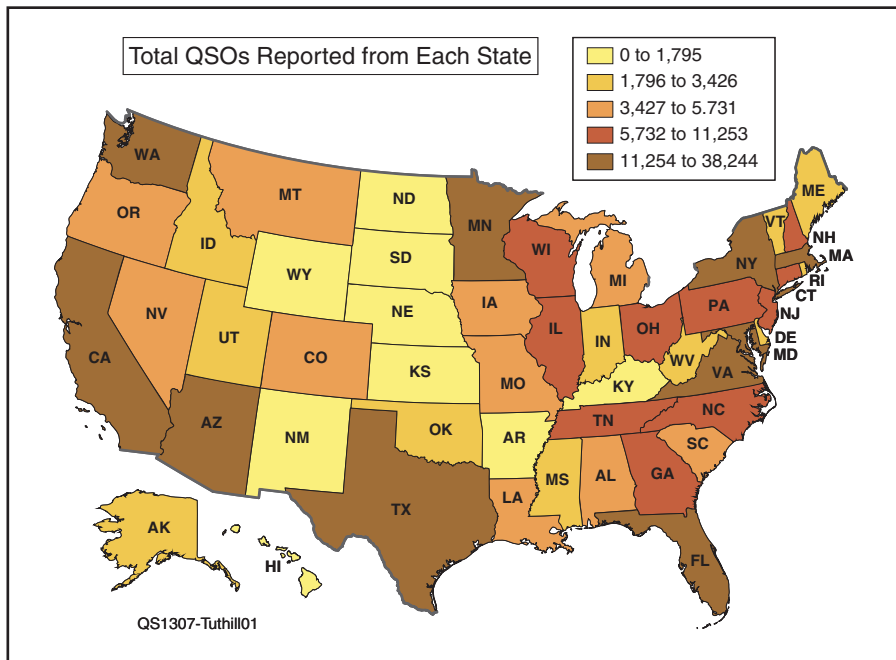 Total QSOs Reported from Each State
0 to 1,795
1,796 to 3,426
3,427 to 5.731
5,732 to 11,253
11,254 to 38,244
WA
OR
ID
MT
ND
MN
WI
MI
ME
VT
NH
MA
NY
RI
CT
WY
SD
IA
NE
PA
NJ
NV
UT
CO
IL
IN
OH
DE
MD
WV
VA
CA
KS
MO
KY
NC
TN
AZ
NM
OK
AR
SC
MS
AL
GA
TX
LA
FL
AK
HI
QS1307-Tuthill01